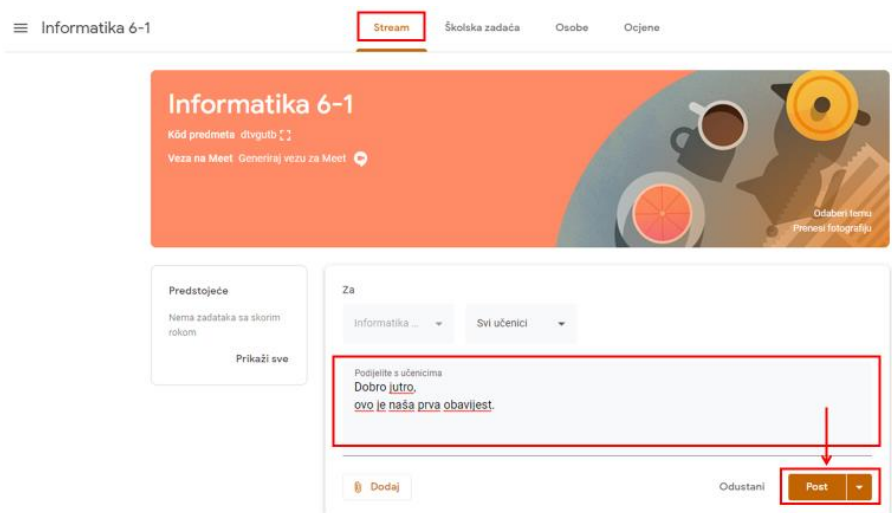 Informatika 6-1
Stream Školska zadaća Osobe Ocjene
Informatika 6-1
Kôd predmeta dtvgutb
Veza na Meet Generiraj vezu za Meet
Odaberi temu
Prenesi fotografiju
Predstojeće
Nema zadataka sa skorim
rokom
Prikaži sve
Za
Informatika ... Svi učenici
Podijelite s učenicima
Dobro jutro,
ovo je naša prva obavijest.
Dodaj Odustani Post